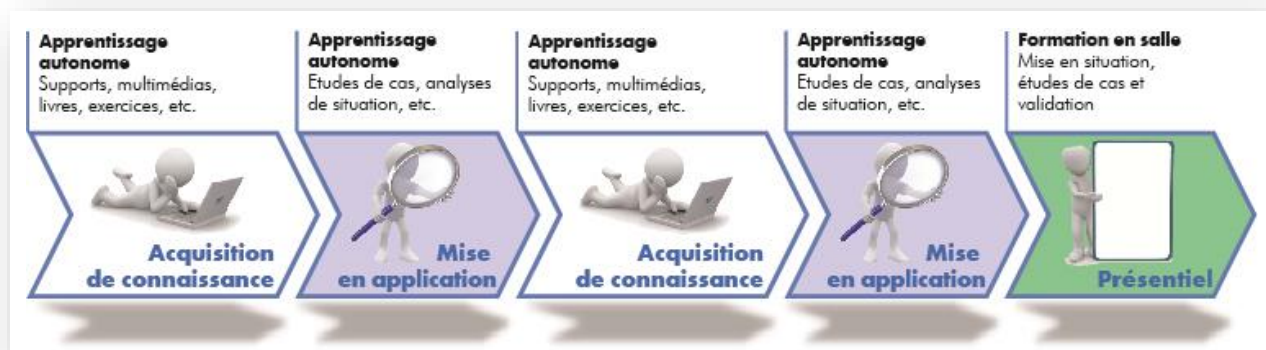 Apprentissage
autonome
Supports, multimédias,
livres, exercices, etc.
Acquisition
de connaissance
Apprentissage
autonome
Etudes de cas, analyses
de situation, etc.
Mise
en application
Apprentissage
autonome
Supports, multimédias,
livres, exercices, etc.
Acquisition
de connaissance
Apprentissage
autonome
Etudes de cas, analyses
de situation, etc.
Mise
en application
Formation en salle
Mise en situation,
études de cas et
validation
Présentiel